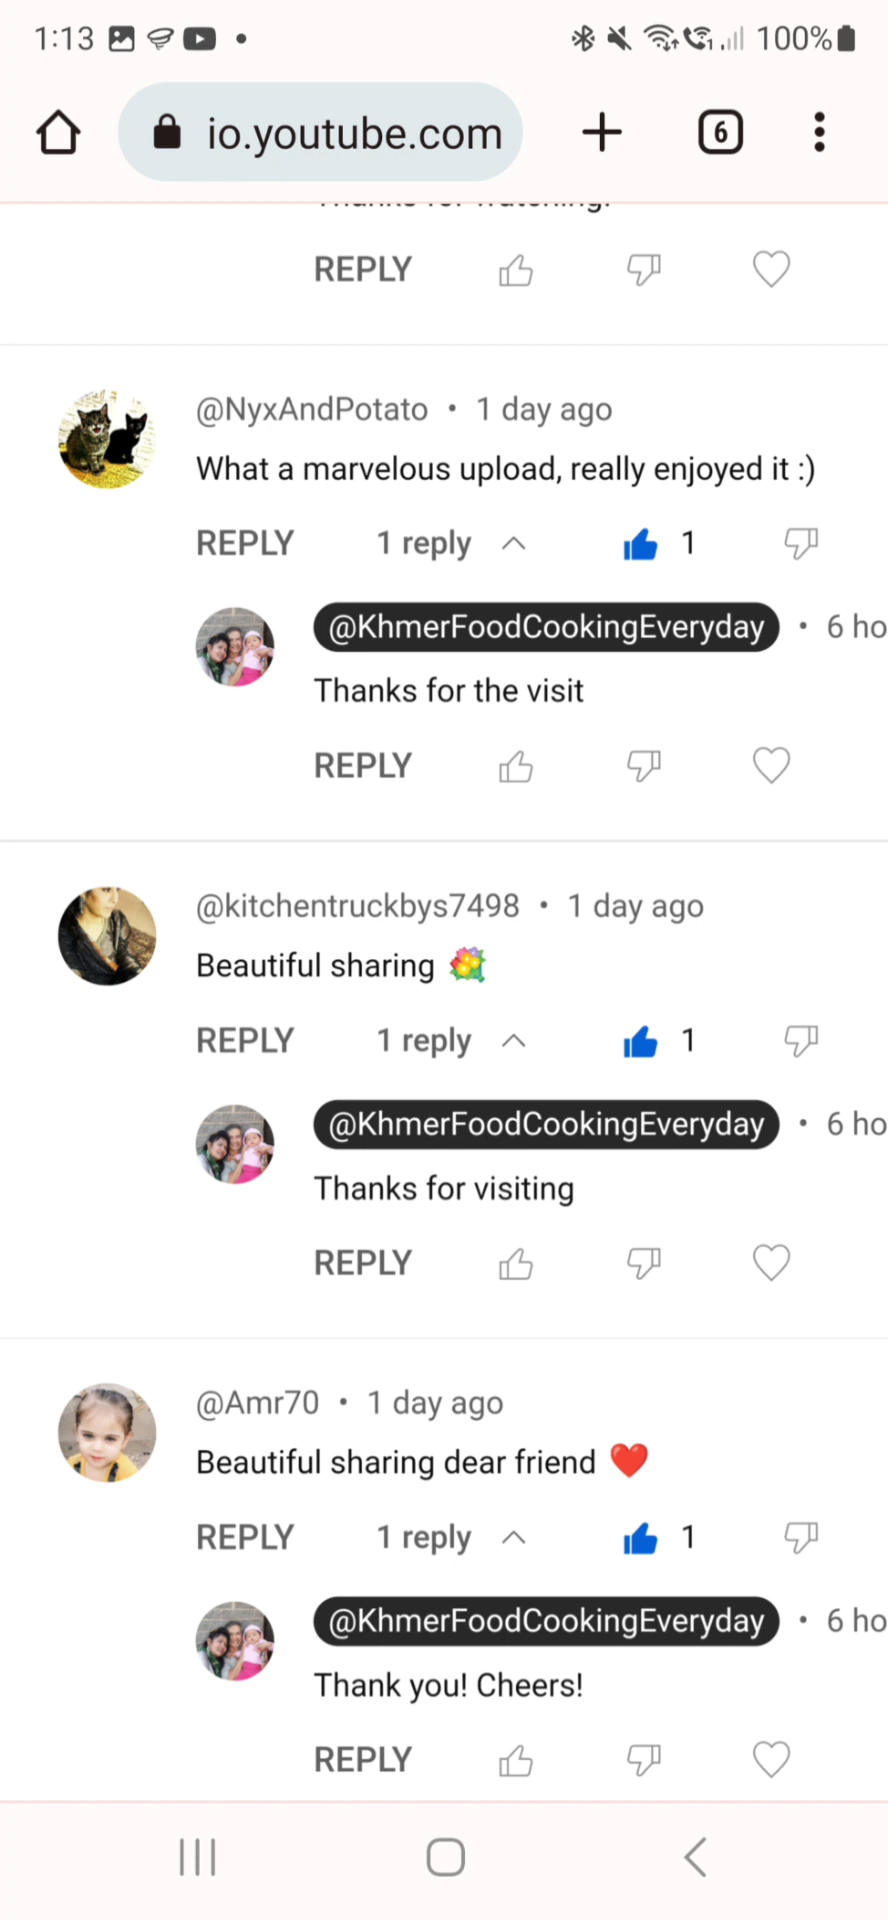 1:13
100%
io.youtube.com
6
Thanks for watching!
REPLY
@NyxAndPotato • 1 day ago
What a marvelous upload, really enjoyed it :)
REPLY 1 reply 1
@KhmerFoodCookingEveryday • 6 ho
Thanks for the visit
REPLY
@kitchentruckbys7498 • 1 day ago
Beautiful sharing 💐
REPLY 1 reply 1
@KhmerFoodCookingEveryday • 6 ho
Thanks for visiting
REPLY
@Amr70 • 1 day ago
Beautiful sharing dear friend ❤️
REPLY 1 reply 1
@KhmerFoodCookingEveryday • 6 ho
Thank you! Cheers!
REPLY